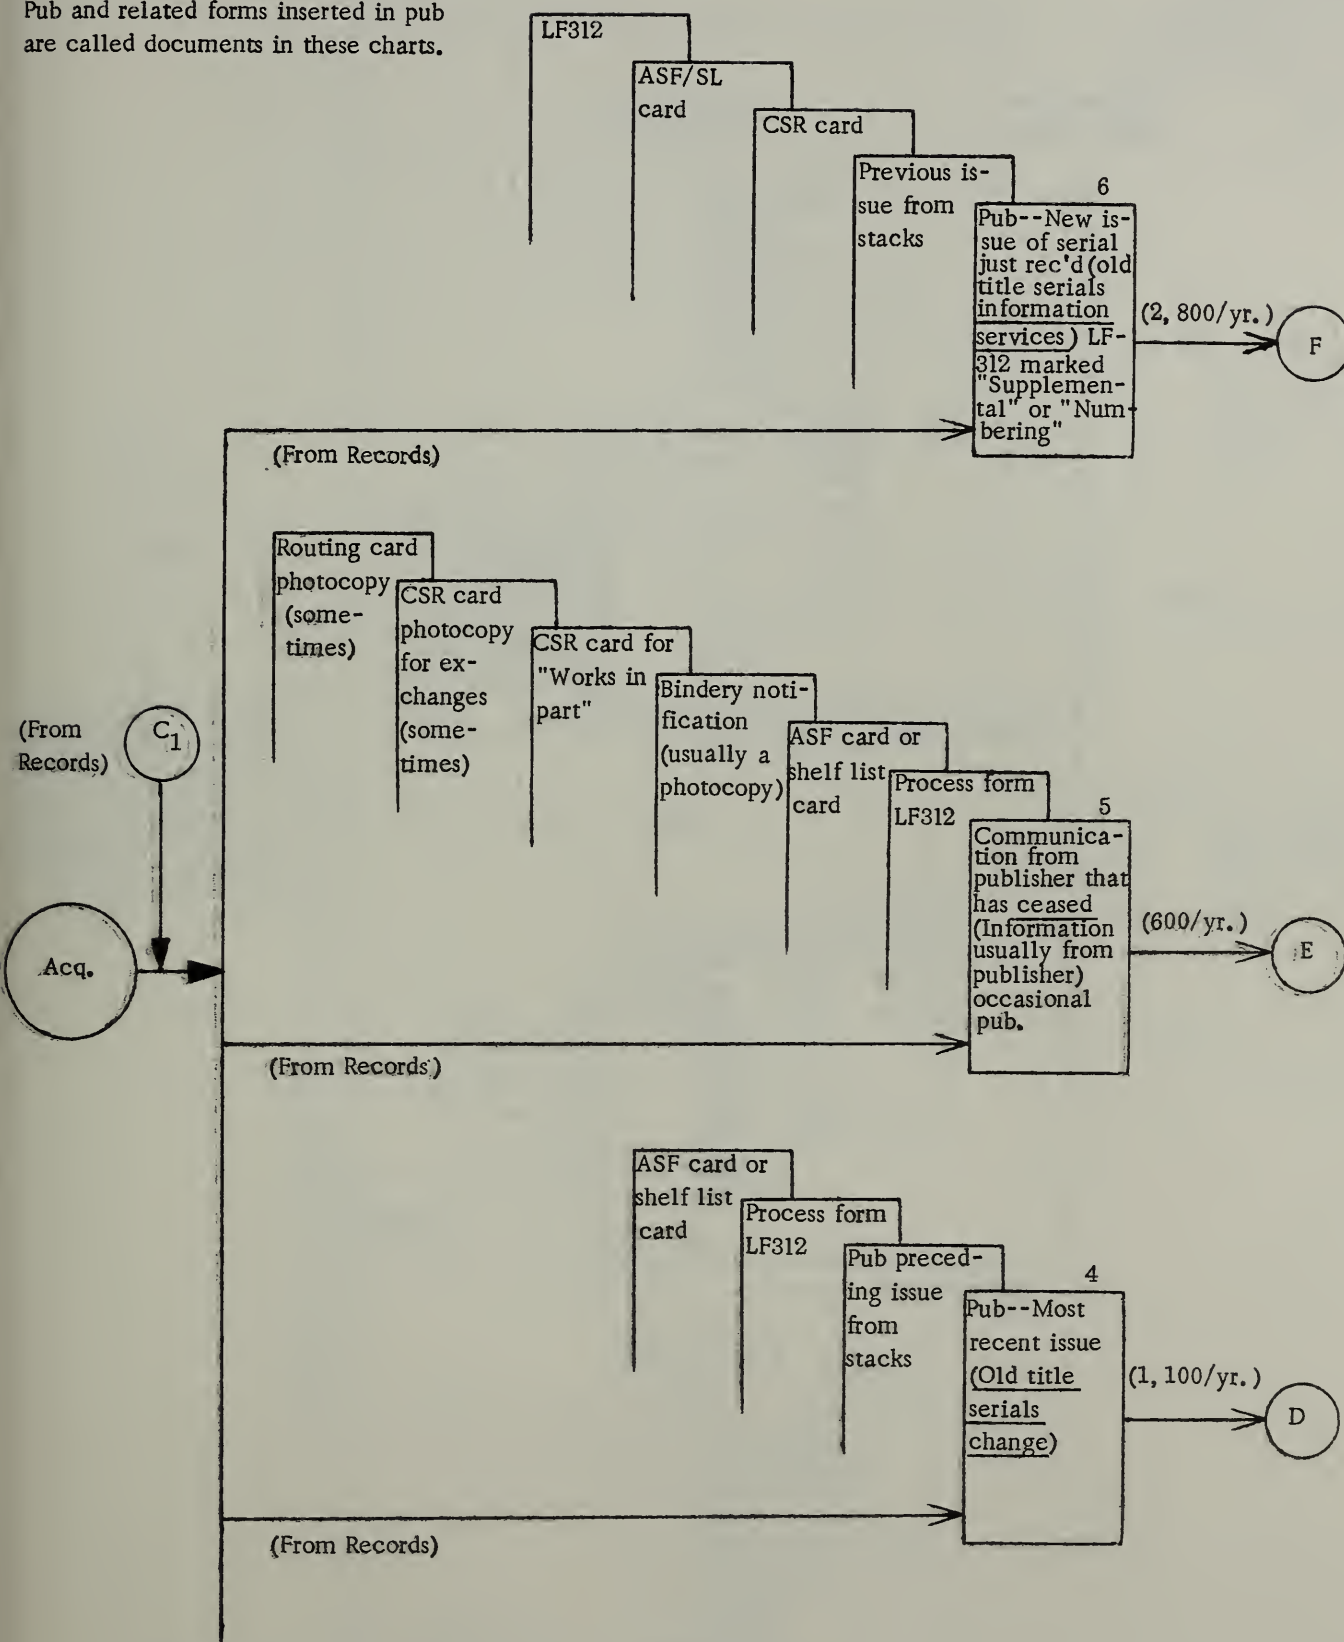 Pub and related forms inserted in pub
are called documents in these charts.
LF312
ASF/SL
card
CSR card
Previous is-
sue from
stacks
6
Pub--New is-
sue of serial
just rec'd (old
title serials
information
services) LF-
312 marked
"Supplemen-
tal" or "Num-
bering"
(2, 800/yr.)
F
(From Records)
Routing card
photocopy
(some-
times)
CSR card
photocopy
for ex-
changes
(some-
times)
CSR card for
"Works in
part"
Bindery noti-
fication
(usually a
photocopy)
ASF card or
shelf list
card
Process form
LF312
5
Communica-
tion from
publisher that
has ceased
(Information
usually from
publisher)
occasional
pub.
(600/yr.)
E
(From
Records)
C1
Acq.
(From Records)
ASF card or
shelf list
card
Process form
LF312
Pub preced-
ing issue
from
stacks
4
Pub--Most
recent issue
(Old title
serials
change)
(1, 100/yr.)
D
(From Records)